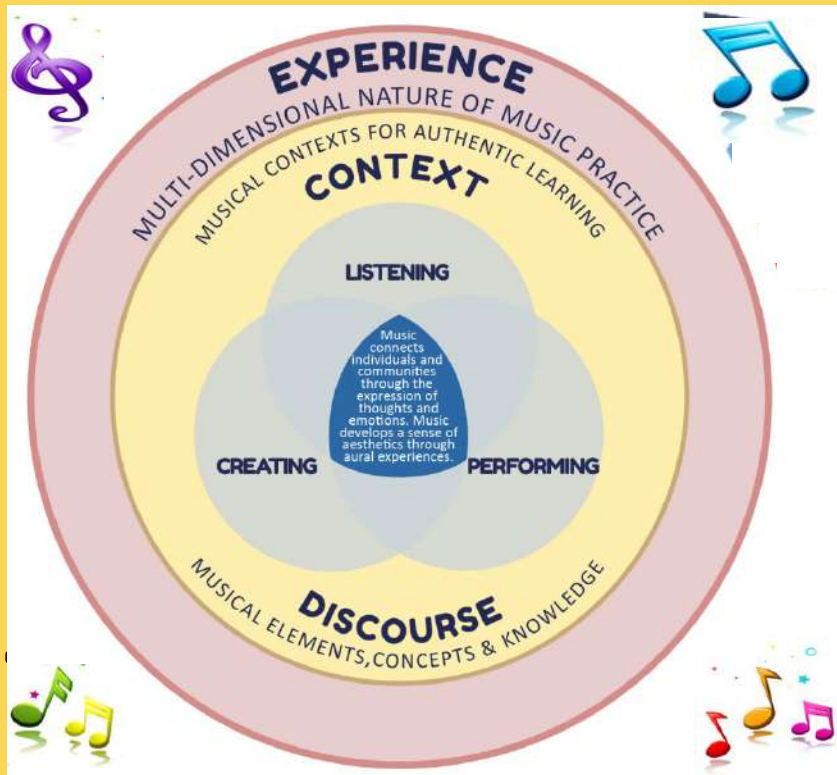 EXPERIENCE
MULTI-DIMENSIONAL NATURE OF MUSIC PRACTICE
MUSICAL CONTEXTS FOR AUTHENTIC LEARNING
CONTEXT
LISTENING
Music
connects
individuals and
communities
through the
expression of
thoughts and
emotions. Music
develops a sense of
aesthetics through
aural experiences.
CREATING
PERFORMING
DISCOURSE
MUSICAL ELEMENTS,CONCEPTS & KNOWLEDGE